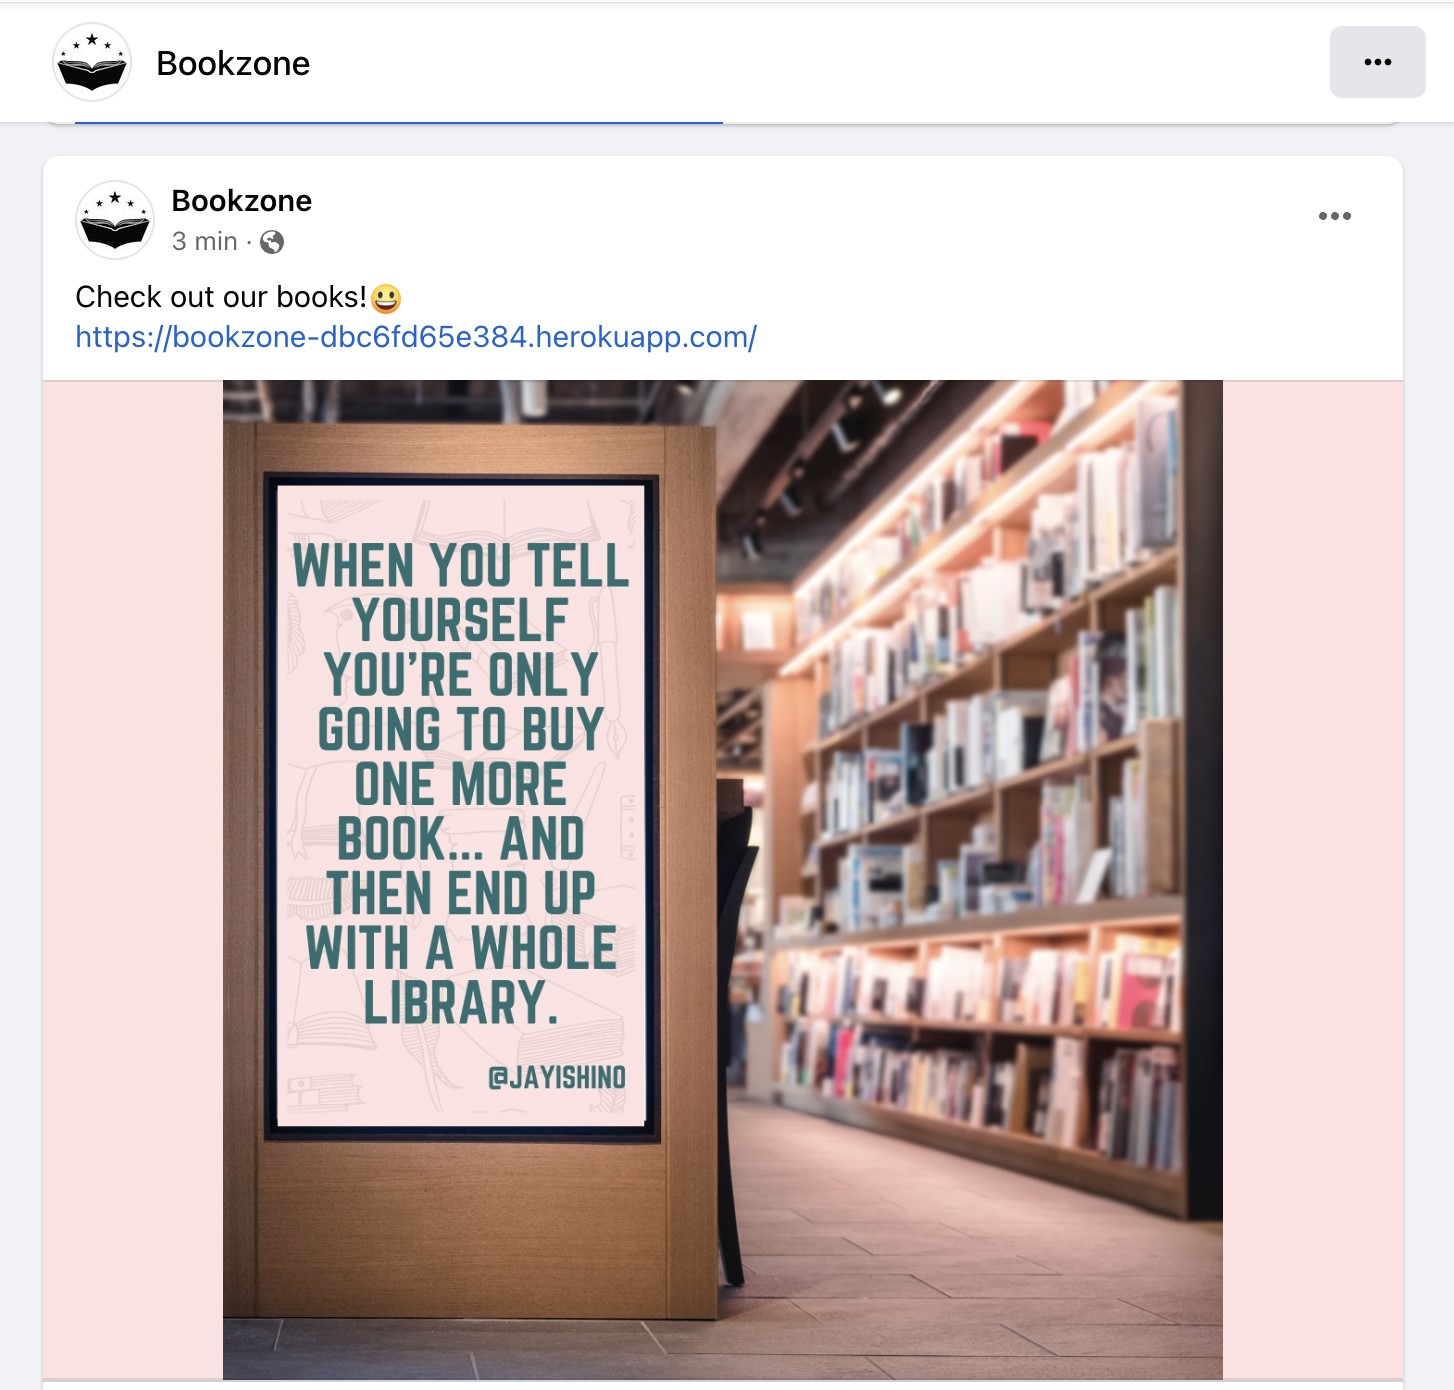 Bookzone
Bookzone
3 min ·
Check out our books!😃
https://bookzone-dbc6fd65e384.herokuapp.com/
WHEN YOU TELL
YOURSELF
YOU'RE ONLY
GOING TO BUY
ONE MORE
BOOK... AND
THEN END UP
WITH A WHOLE
LIBRARY.
@JAYISHINO